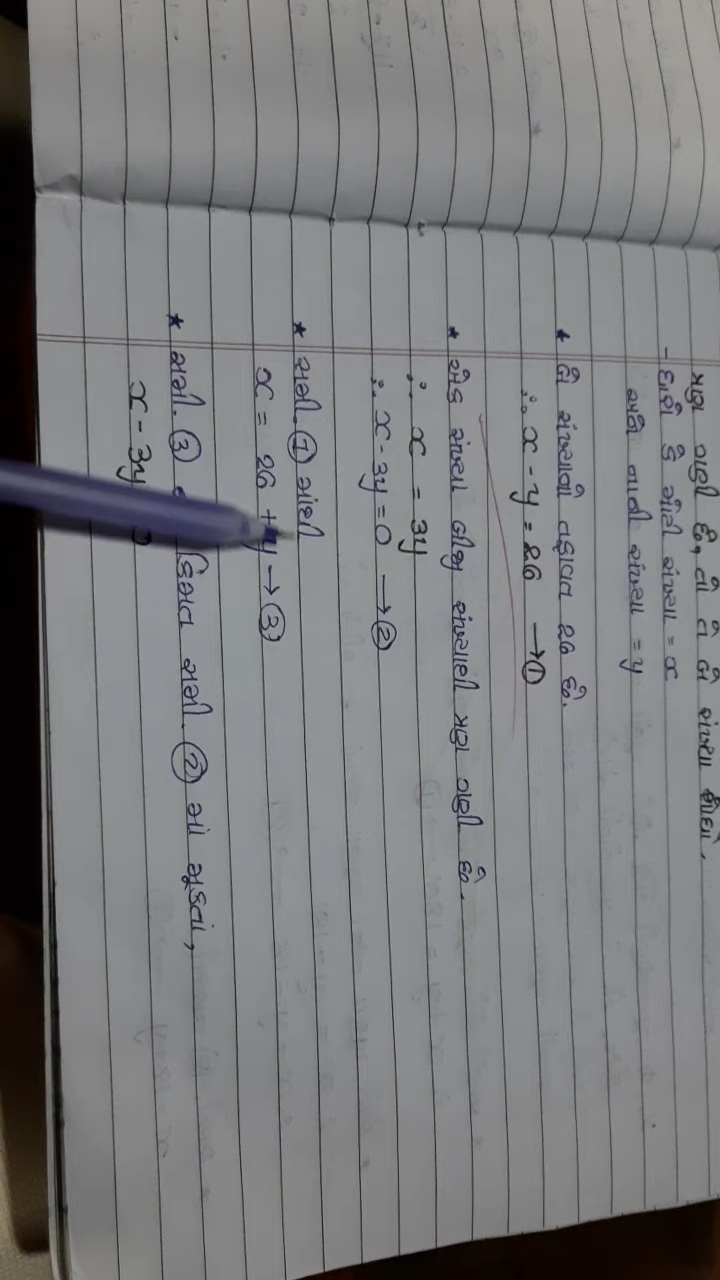 ત્રણ ગણી છે, તો તે બે સંખ્યા શોધો.
- ધારો કે મોટી સંખ્યા = x
અને નાની સંખ્યા = y
* બે સંખ્યાનો તફાવત 26 છે.
∴ x - y = 26 → ①
* એક સંખ્યા બીજી સંખ્યાથી ત્રણ ગણી છે.
∴ x = 3y
∴ x - 3y = 0 → ②
* સમી. ① માંથી
x = 26 + y → ③
* સમી. ③ કિંમત સમી. ② માં મૂકતાં,
x - 3y